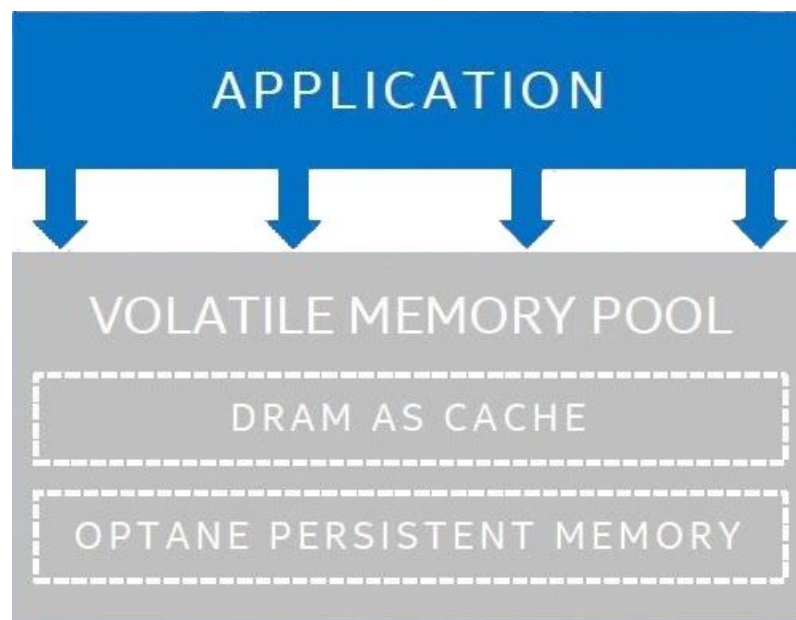 APPLICATION
VOLATILE MEMORY POOL
DRAM AS CACHE
OPTANE PERSISTENT MEMORY